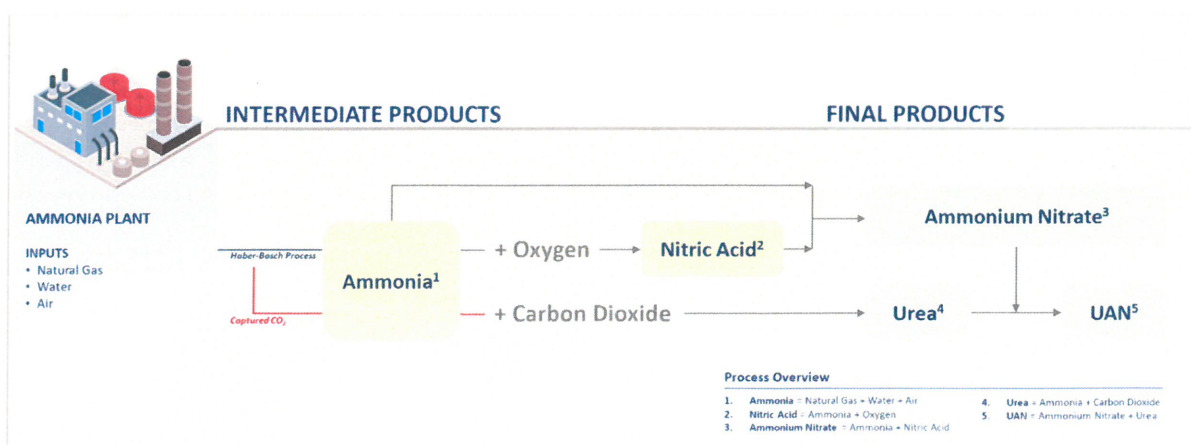 INTERMEDIATE PRODUCTS
FINAL PRODUCTS
AMMONIA PLANT
INPUTS
• Natural Gas
• Water
• Air
Haber-Bosch Process
Captured CO₂
Ammonia¹
+ Oxygen
Nitric Acid²
Ammonium Nitrate³
+ Carbon Dioxide
Urea⁴
UAN⁵
Process Overview
1. Ammonia = Natural Gas + Water + Air
2. Nitric Acid = Ammonia + Oxygen
3. Ammonium Nitrate = Ammonia + Nitric Acid
4. Urea = Ammonia + Carbon Dioxide
5. UAN = Ammonium Nitrate + Urea